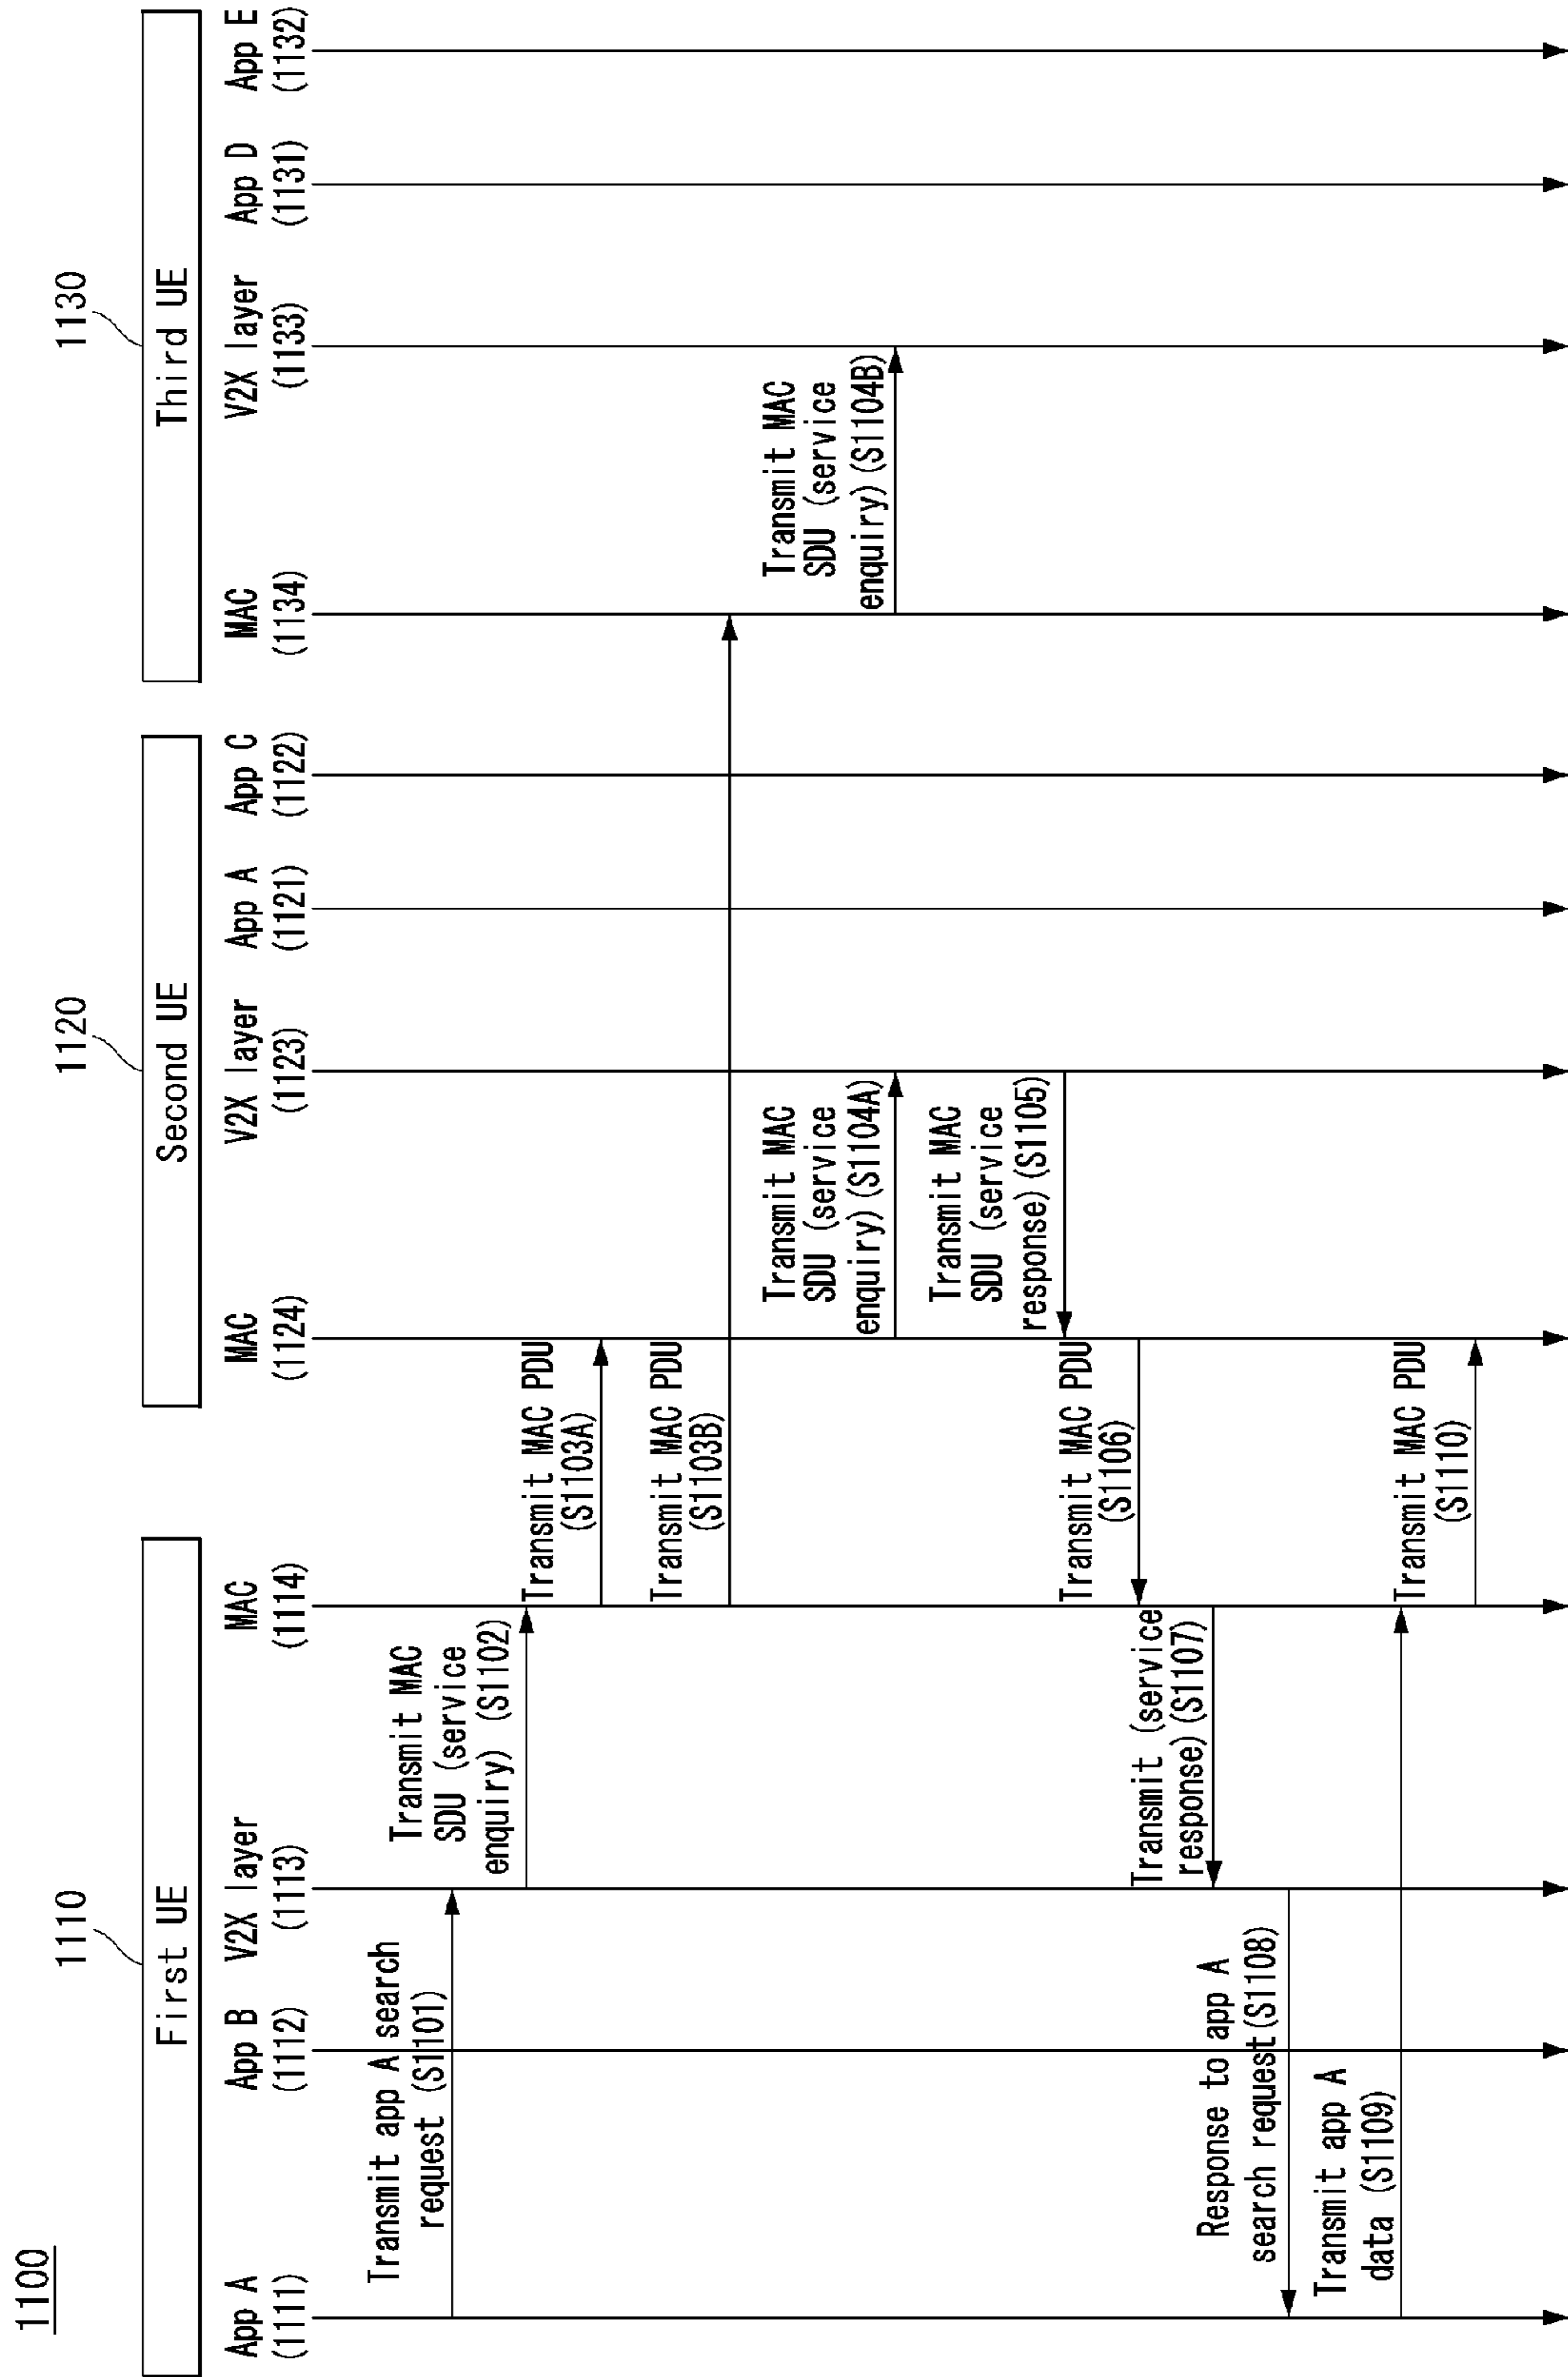 1100
1110
First UE
App A
(1111)
App B
(1112)
V2X layer
(1113)
MAC
(1114)
1120
Second UE
MAC
(1124)
V2X layer
(1123)
App A
(1121)
App C
(1122)
1130
Third UE
MAC
(1134)
V2X layer
(1133)
App D
(1131)
App E
(1132)
Transmit app A search
request (S1101)
Transmit MAC
SDU (service
enquiry) (S1102)
Transmit MAC PDU
(S1103A)
Transmit MAC PDU
(S1103B)
Transmit MAC
SDU (service
enquiry) (S1104A)
Transmit MAC
SDU (service
enquiry) (S1104B)
Transmit MAC
SDU (service
response) (S1105)
Transmit MAC PDU
(S1106)
Transmit (service
response) (S1107)
Response to app A
search request (S1108)
Transmit app A
data (S1109)
Transmit MAC PDU
(S1110)